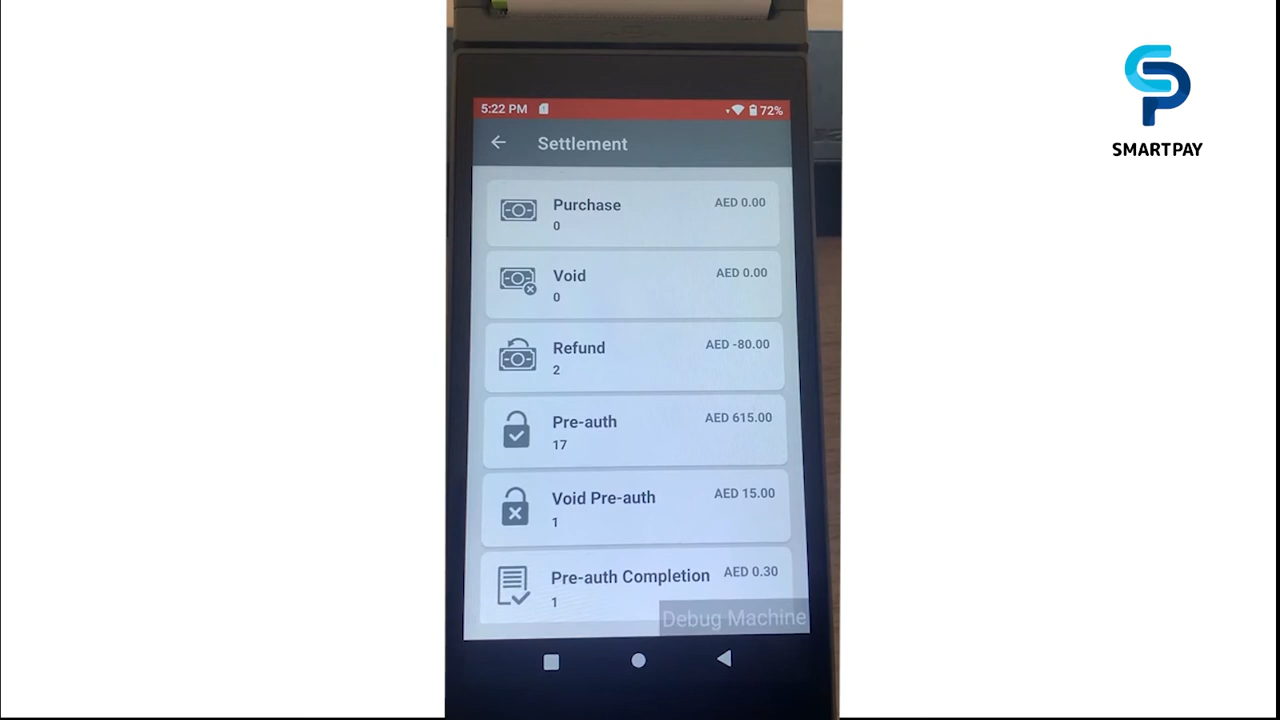 5:22 PM 72%
Settlement
Purchase AED 0.00
0
Void AED 0.00
0
Refund AED -80.00
2
Pre-auth AED 615.00
17
Void Pre-auth AED 15.00
1
Pre-auth Completion AED 0.30
1
Debug Machine
SMARTPAY